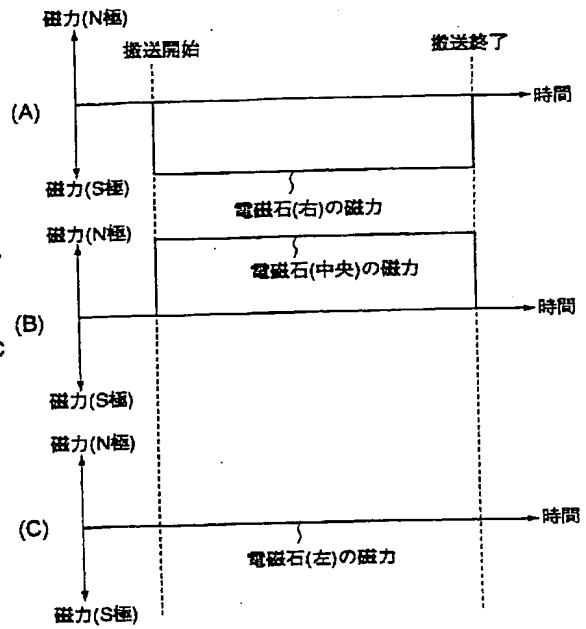 磁力(N極)
搬送開始
搬送終了
時間
(A)
磁力(S極)
電磁石(右)の磁力
磁力(N極)
電磁石(中央)の磁力
時間
(B)
磁力(S極)
磁力(N極)
時間
(C)
電磁石(左)の磁力
磁力(S極)